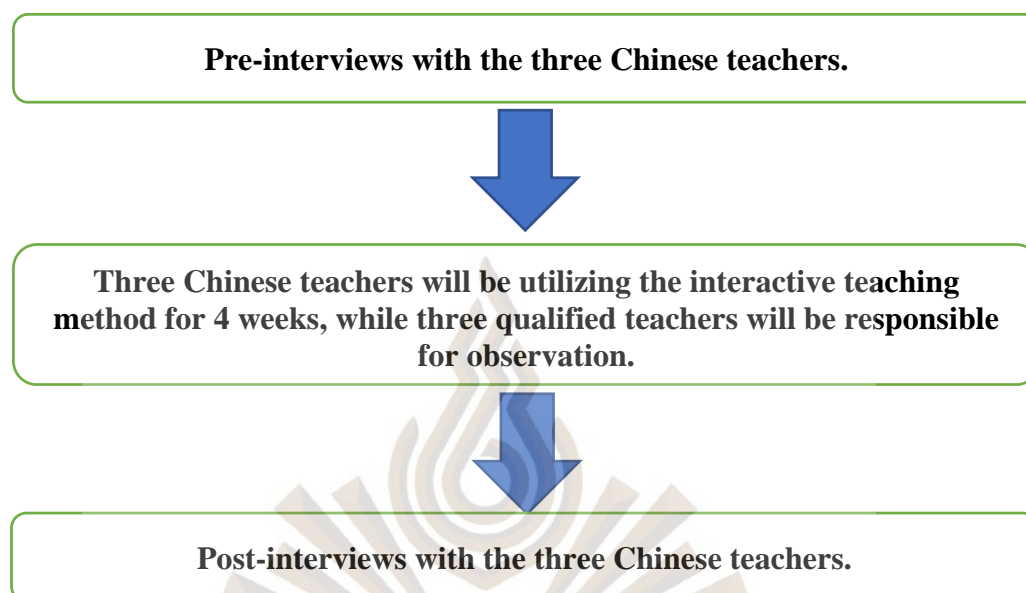 Pre-interviews with the three Chinese teachers.
Three Chinese teachers will be utilizing the interactive teaching
method for 4 weeks, while three qualified teachers will be responsible
for observation.
Post-interviews with the three Chinese teachers.